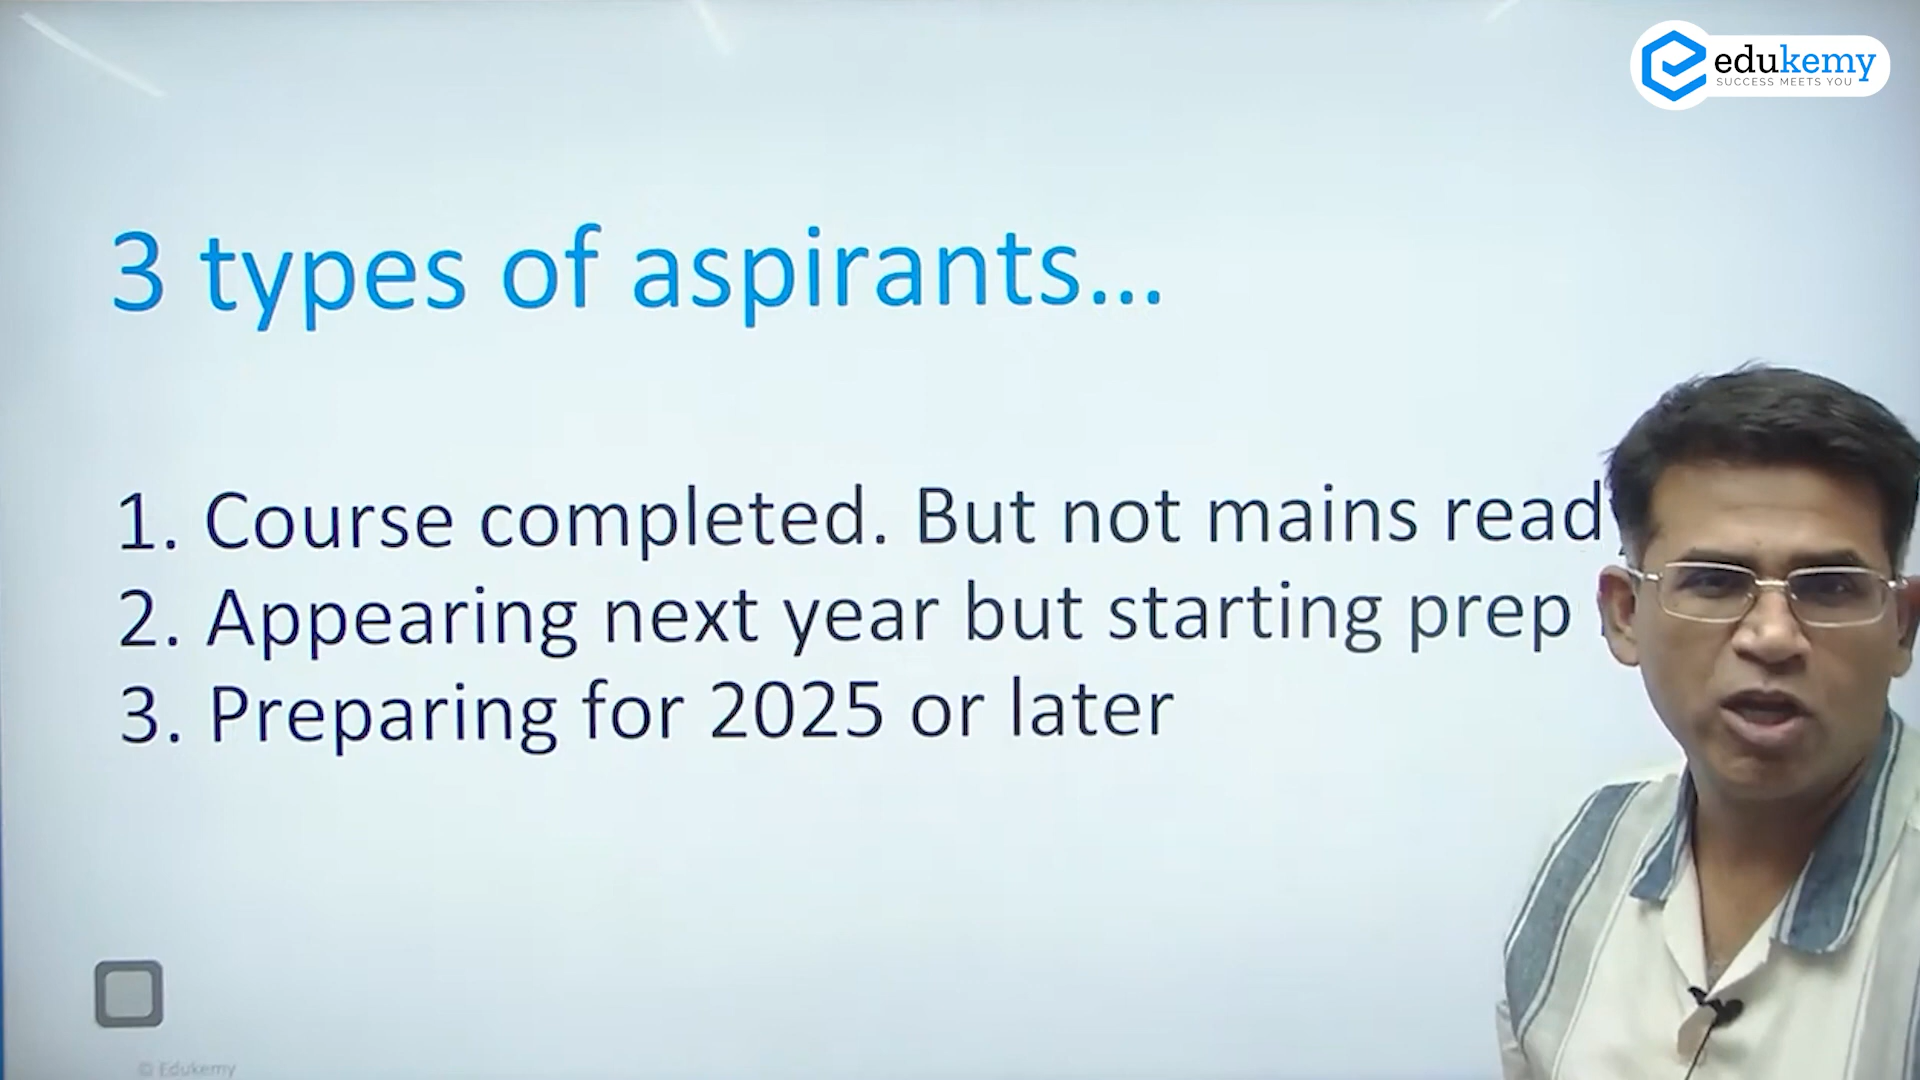 edukemy
SUCCESS MEETS YOU
3 types of aspirants...
1. Course completed. But not mains read
2. Appearing next year but starting prep
3. Preparing for 2025 or later
© Edukemy